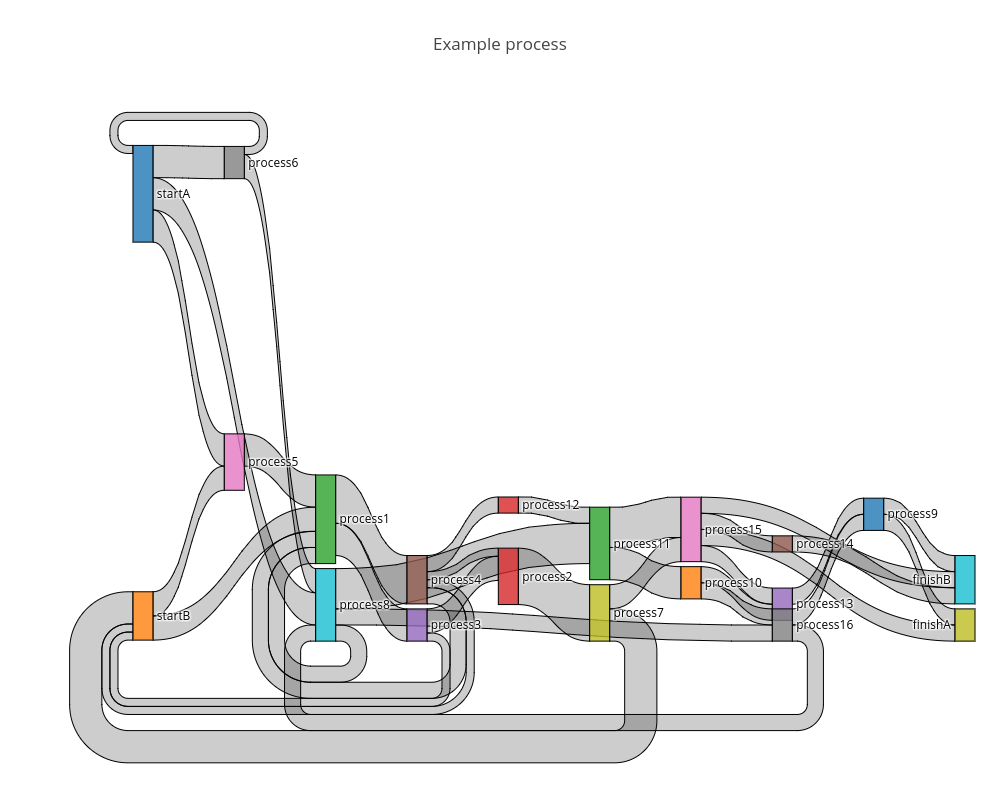 Example process
process6
startA
process5
process12
process9
process1
process15
process11
process14
process4
process2
finishB
process10
process8
process13
process7
startB
process3
process16
finishA